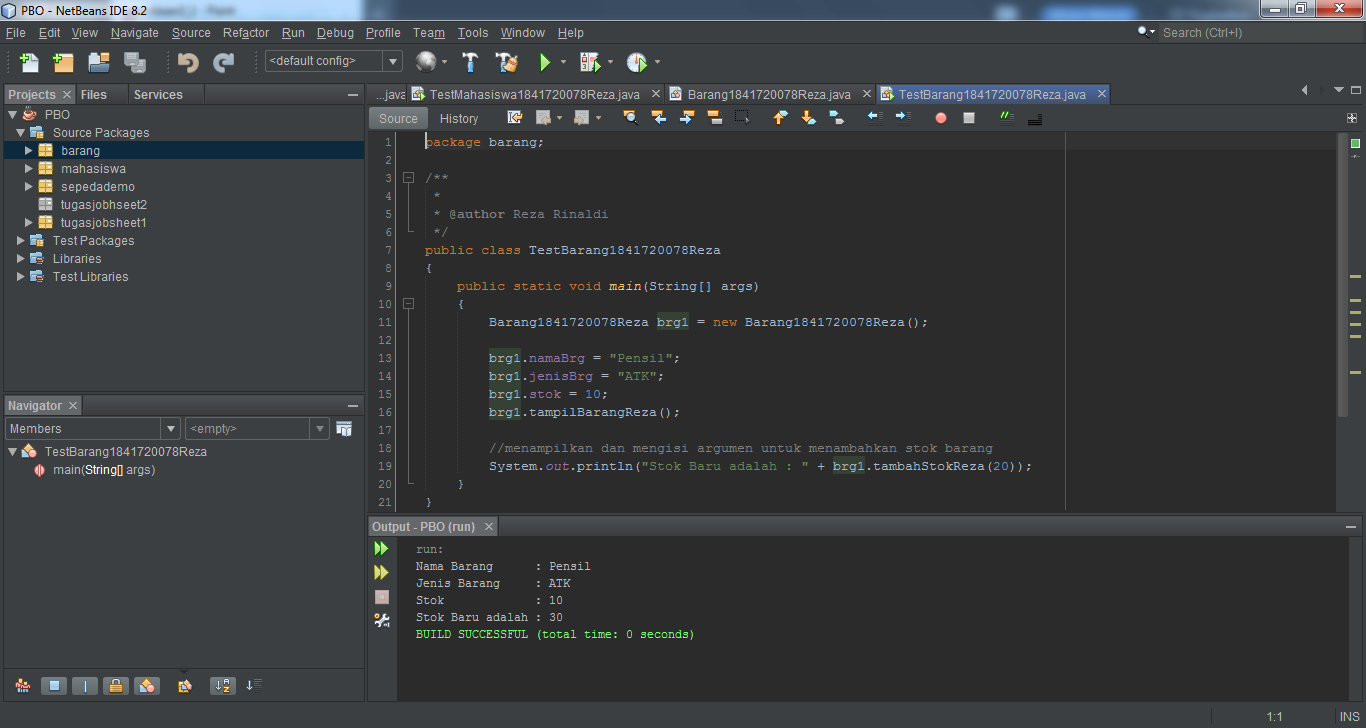 PBO - NetBeans IDE 8.2
File Edit View Navigate Source Refactor Run Debug Profile Team Tools Window Help
Search (Ctrl+I)
<default config>
Projects Files Services
PBO
Source Packages
barang
mahasiswa
sepedademo
tugasjobhseet2
tugasjobsheet1
Test Packages
Libraries
Test Libraries
Navigator
Members <empty>
TestBarang1841720078Reza
main(String[] args)
...java TestMahasiswa1841720078Reza.java Barang1841720078Reza.java TestBarang1841720078Reza.java
Source History
1 package barang;
2
3 /**
4 *
5 * @author Reza Rinaldi
6 */
7 public class TestBarang1841720078Reza
8 {
9 public static void main(String[] args)
10 {
11 Barang1841720078Reza brg1 = new Barang1841720078Reza();
12
13 brg1.namaBrg = "Pensil";
14 brg1.jenisBrg = "ATK";
15 brg1.stok = 10;
16 brg1.tampilBarangReza();
17
18 //menampilkan dan mengisi argumen untuk menambahkan stok barang
19 System.out.println("Stok Baru adalah : " + brg1.tambahStokReza(20));
20 }
21 }
Output - PBO (run)
run:
Nama Barang : Pensil
Jenis Barang : ATK
Stok : 10
Stok Baru adalah : 30
BUILD SUCCESSFUL (total time: 0 seconds)
1:1 INS